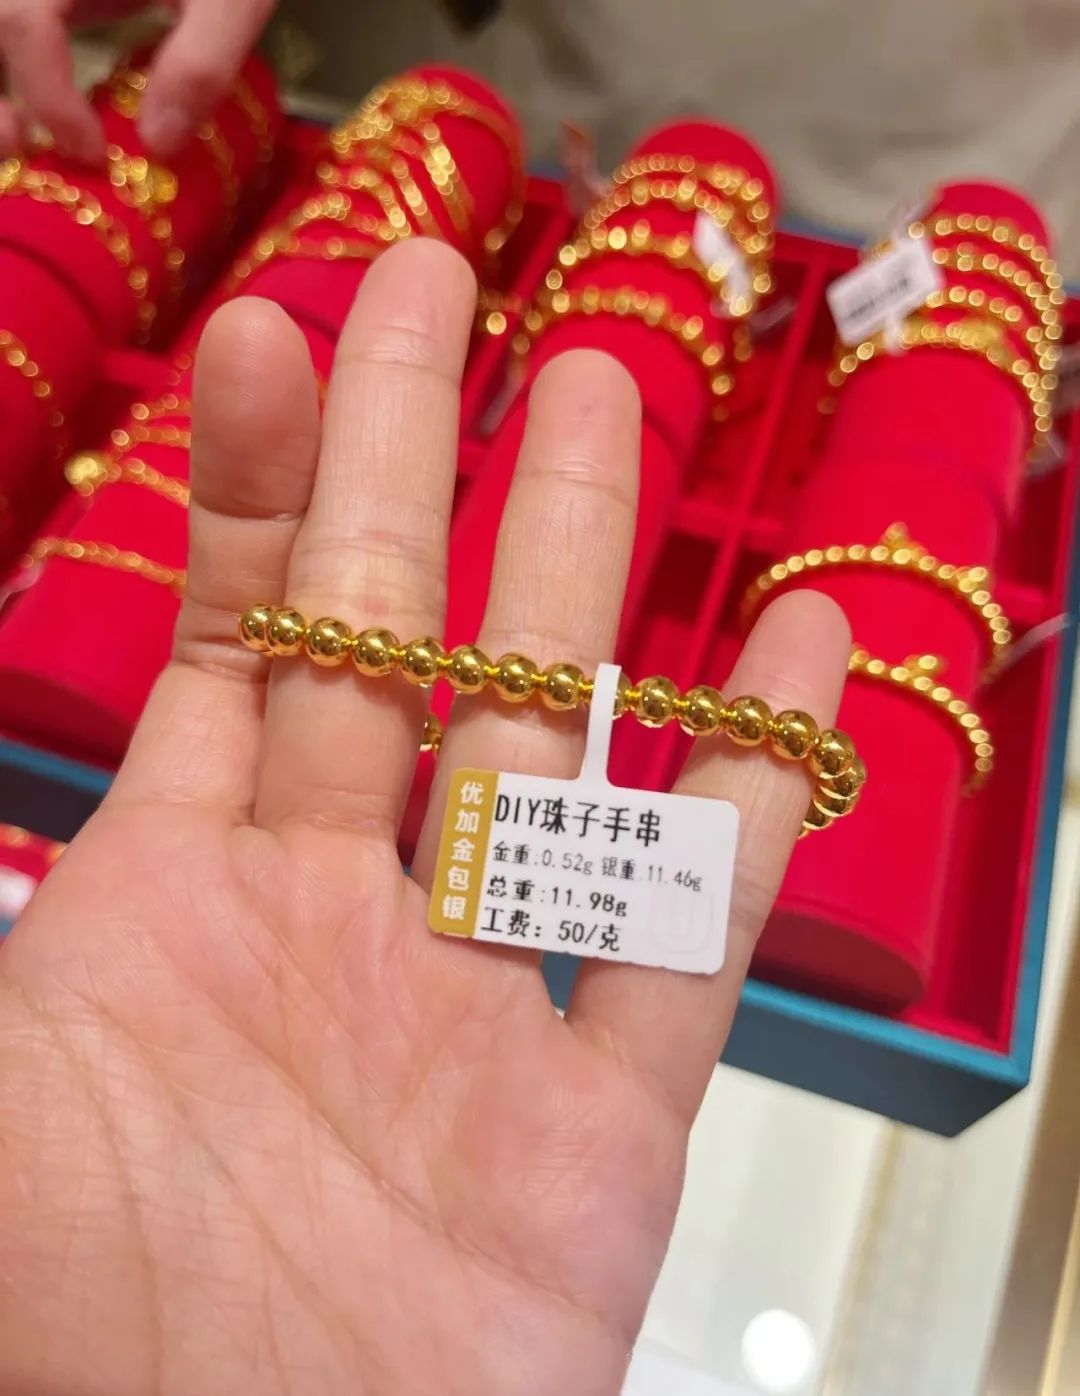 优加金包银
DIY珠子手串
金重:0.52g 银重:11.46g
总重:11.98g
工费: 50/克